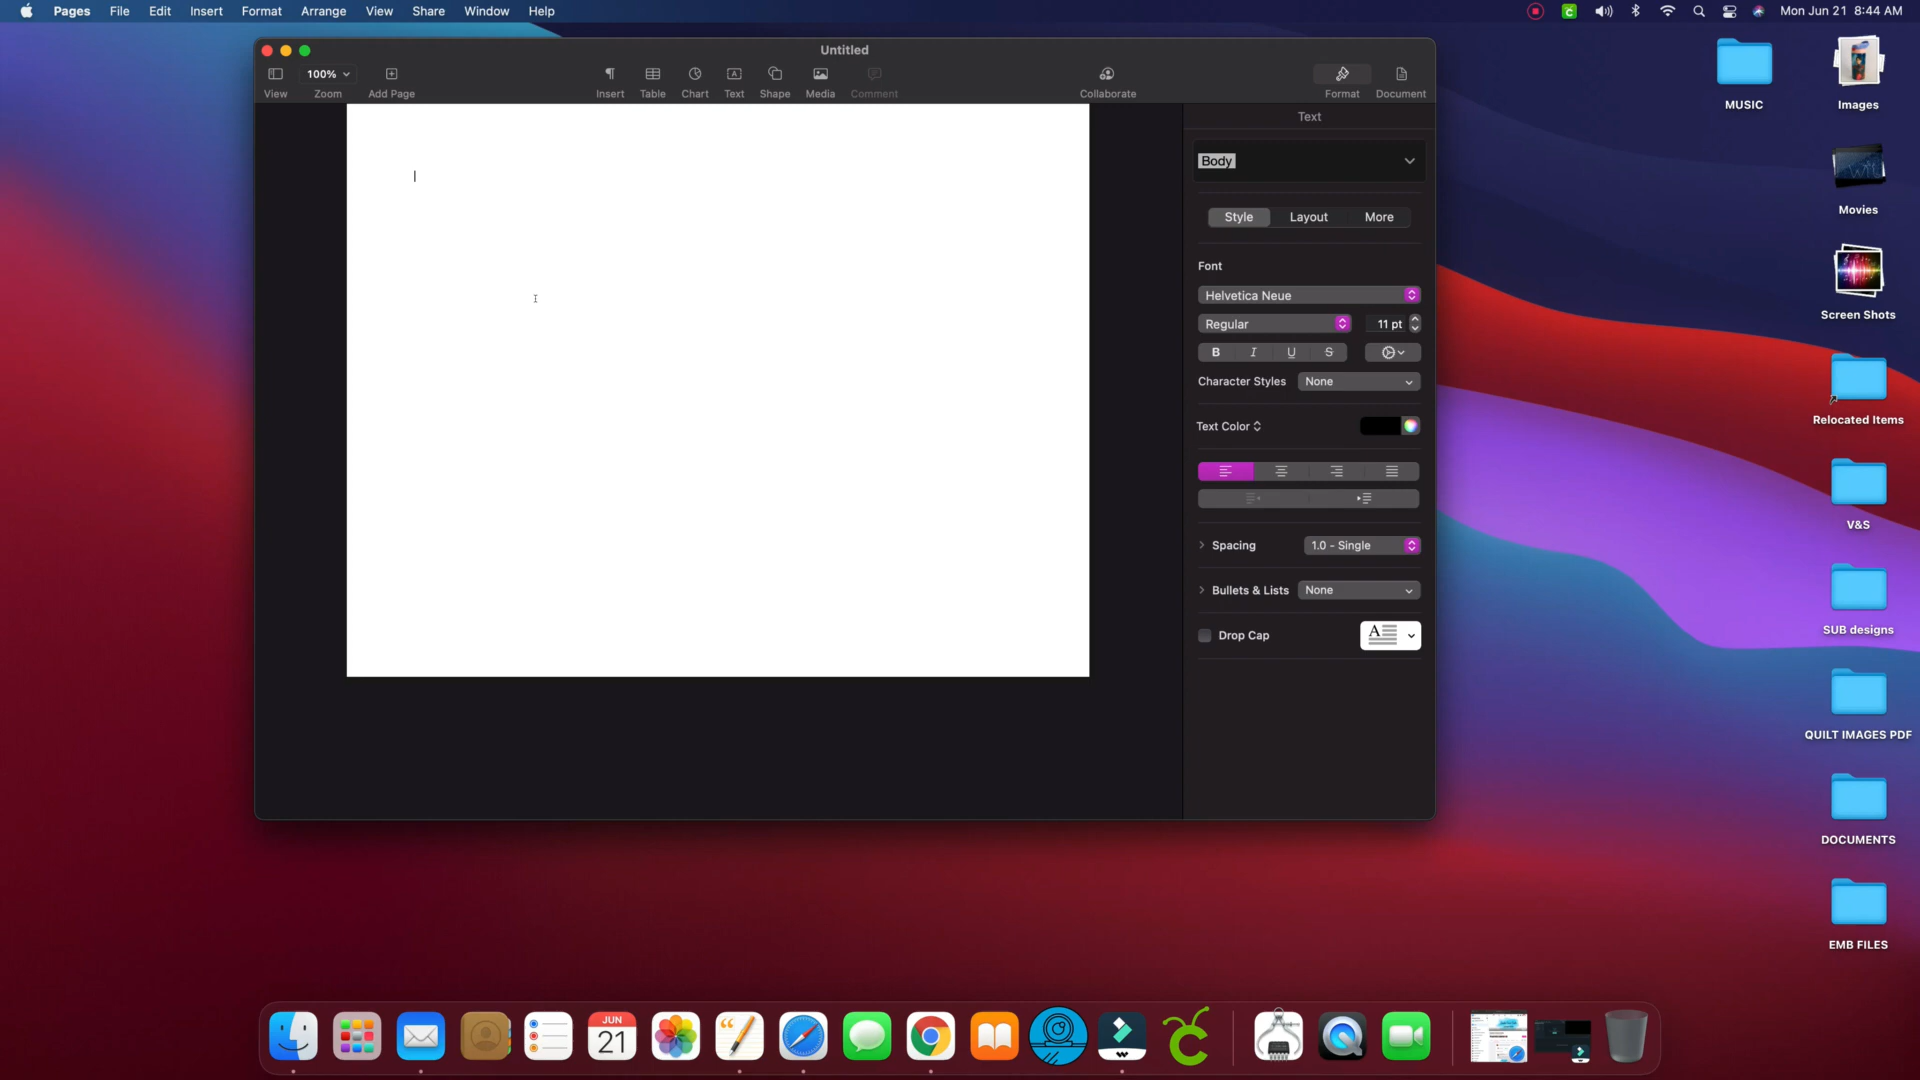 Pages File Edit Insert Format Arrange View Share Window Help
Mon Jun 21 8:44 AM
Untitled
100%
View Zoom Add Page
Insert Table Chart Text Shape Media Comment
Collaborate
Format Document
Text
Body
Style Layout More
Font
Helvetica Neue
Regular 11 pt
B I U S
Character Styles None
Text Color
Spacing 1.0 - Single
Bullets & Lists None
Drop Cap
A
MUSIC
Images
Movies
Screen Shots
Relocated Items
V&S
SUB designs
QUILT IMAGES PDF
DOCUMENTS
EMB FILES
JUN
21